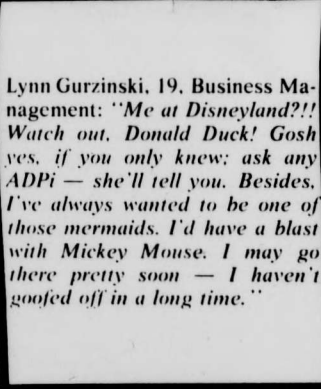 Lynn Gurzinski, 19, Business Ma-
nagement: "Me at Disneyland?!!
Watch out, Donald Duck! Gosh
yes, if you only knew; ask any
ADPi — she'll tell you. Besides,
I've always wanted to be one of
those mermaids. I'd have a blast
with Mickey Mouse. I may go
there pretty soon — I haven't
goofed off in a long time."